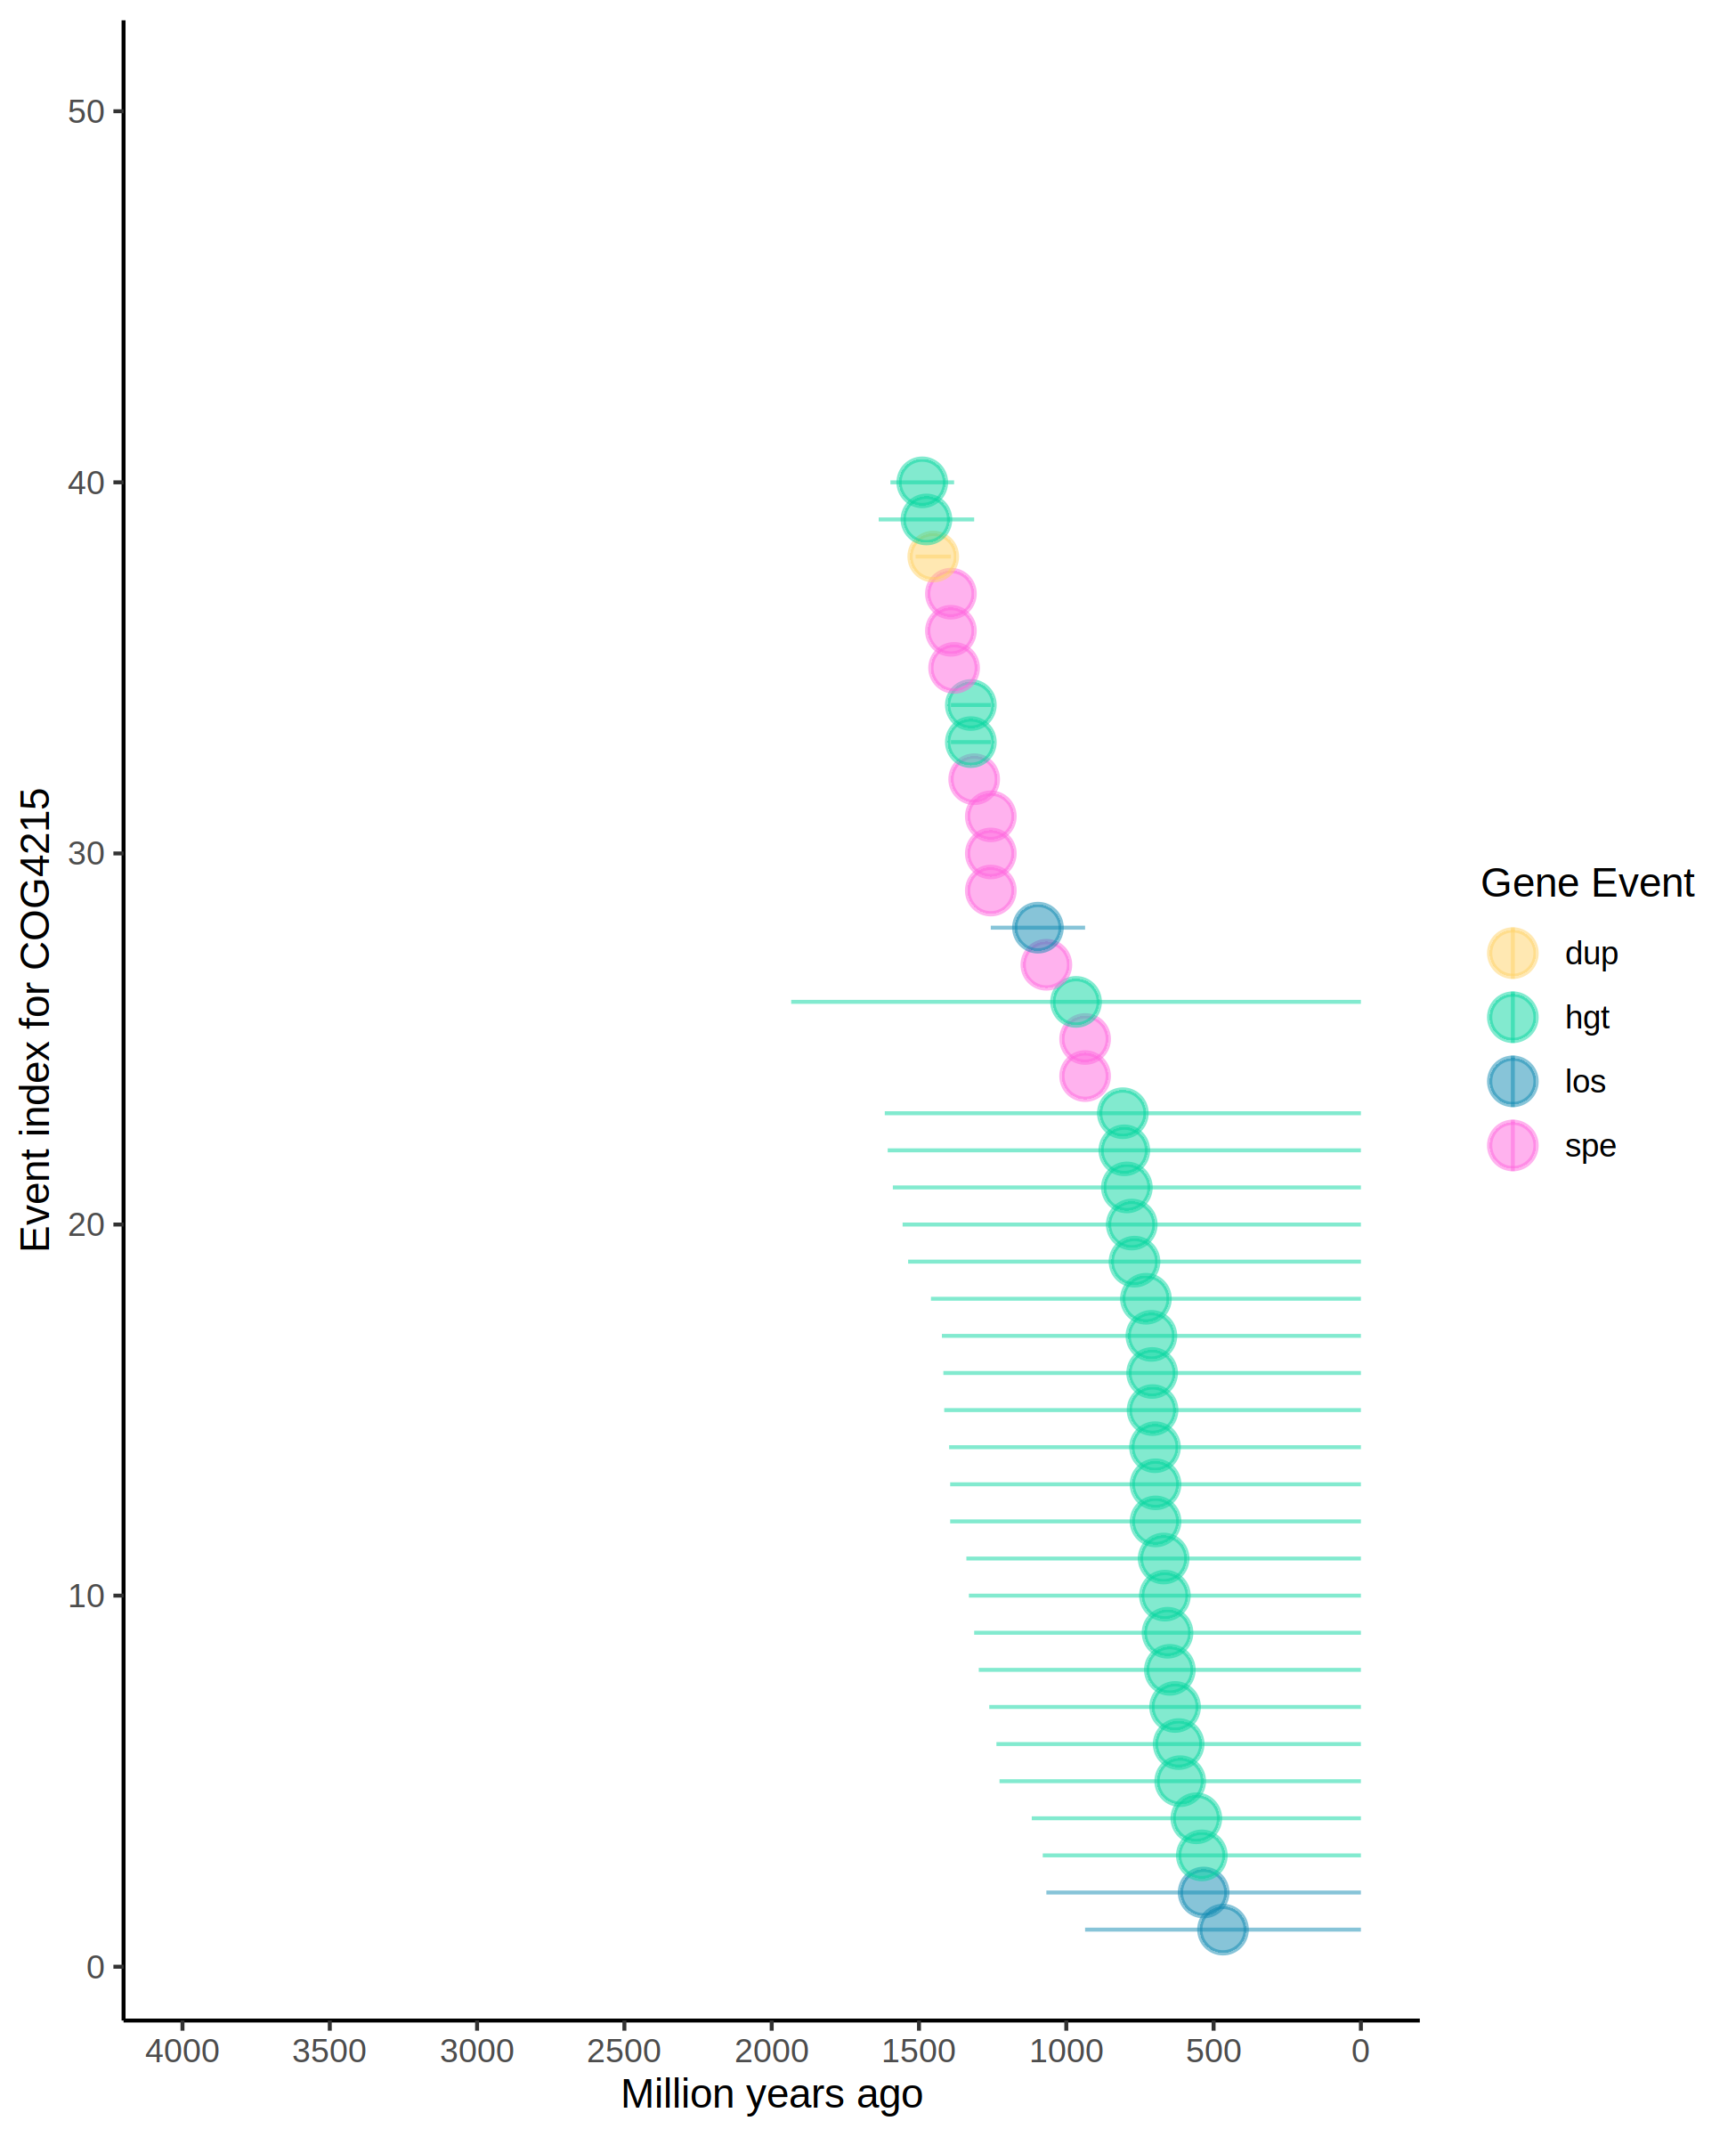 50
40
30
20
10
0
Event index for COG4215
4000 3500 3000 2500 2000 1500 1000 500 0
Million years ago
Gene Event
dup
hgt
los
spe